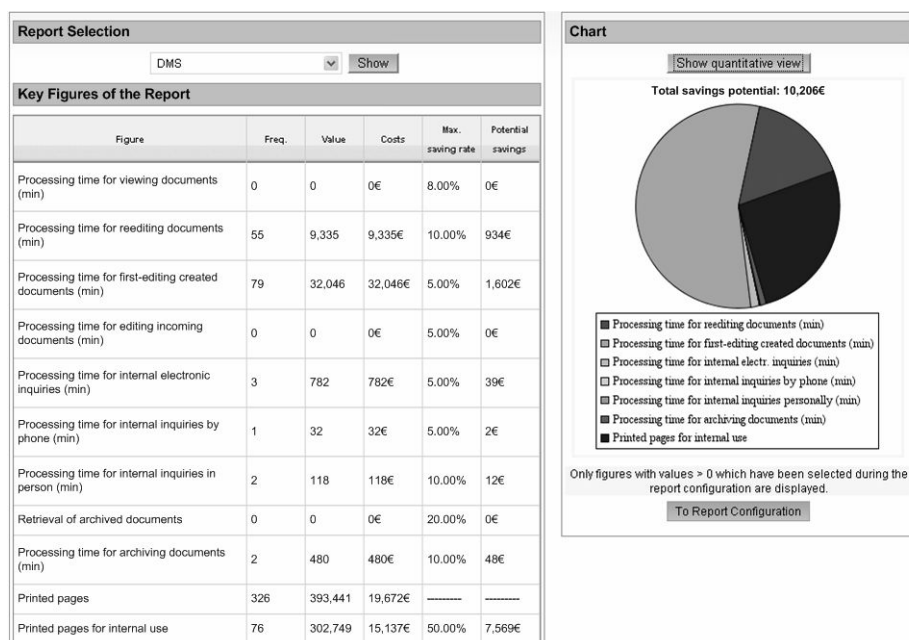 Report Selection
DMS
Show
Key Figures of the Report
Figure Freq. Value Costs Max. saving rate Potential savings
Processing time for viewing documents
(min) 0 0 0€ 8.00% 0€
Processing time for reediting documents
(min) 55 9,335 9,335€ 10.00% 934€
Processing time for first-editing created
documents (min) 79 32,046 32,046€ 5.00% 1,602€
Processing time for editing incoming
documents (min) 0 0 0€ 5.00% 0€
Processing time for internal electronic
inquiries (min) 3 782 782€ 5.00% 39€
Processing time for internal inquiries by
phone (min) 1 32 32€ 5.00% 2€
Processing time for internal inquiries in
person (min) 2 118 118€ 10.00% 12€
Retrieval of archived documents 0 0 0€ 20.00% 0€
Processing time for archiving documents
(min) 2 480 480€ 10.00% 48€
Printed pages 326 393,441 19,672€ --------- ---------
Printed pages for internal use 76 302,749 15,137€ 50.00% 7,569€
Chart
Show quantitative view
Total savings potential: 10,206€
Processing time for reediting documents (min)
Processing time for first-editing created documents (min)
Processing time for internal electr. inquiries (min)
Processing time for internal inquiries by phone (min)
Processing time for internal inquiries personally (min)
Processing time for archiving documents (min)
Printed pages for internal use
Only figures with values > 0 which have been selected during the
report configuration are displayed.
To Report Configuration